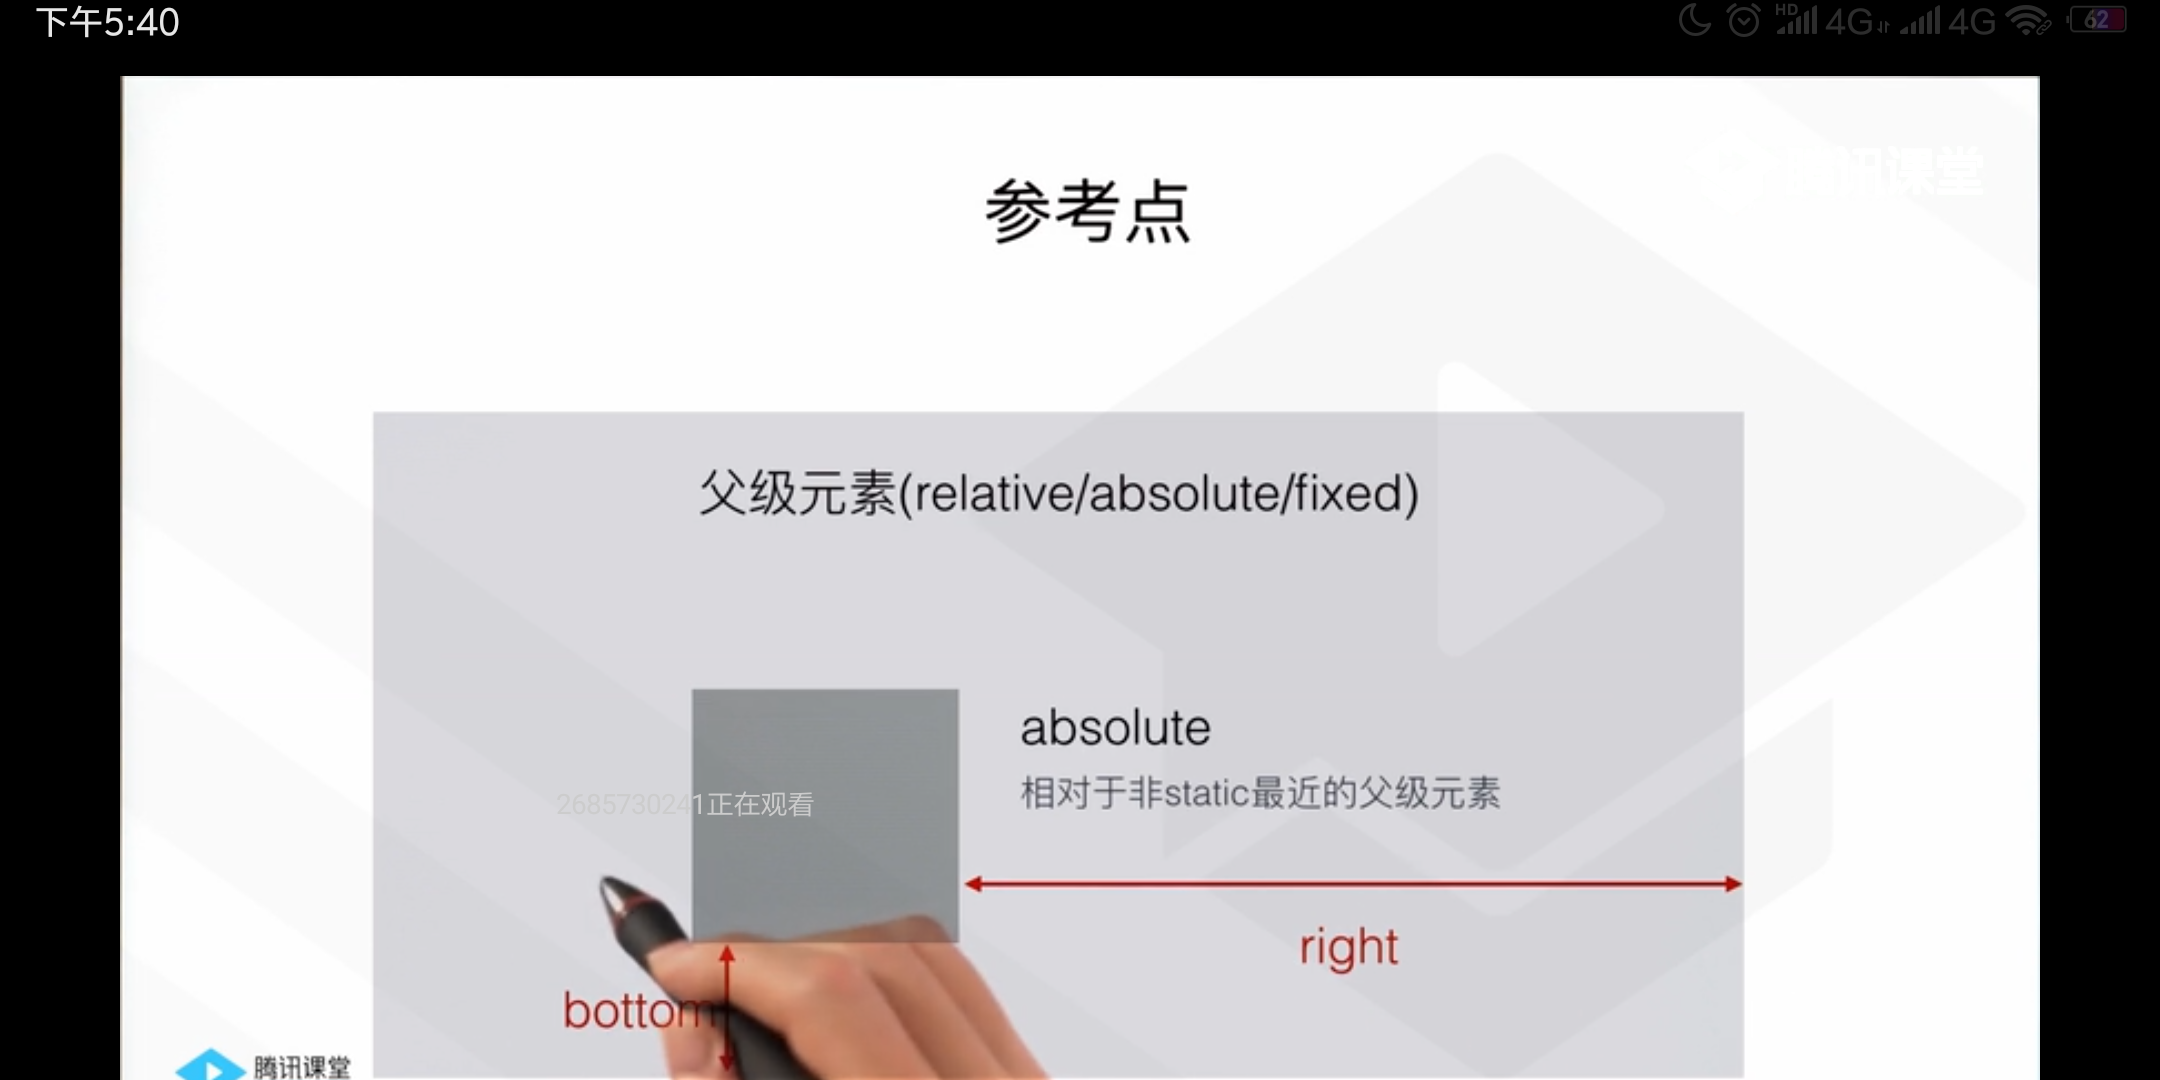 下午5:40
HD 4G 4G 62
讯课堂
参考点
父级元素(relative/absolute/fixed)
absolute
相对于非static最近的父级元素
2685730241正在观看
right
bottom
腾讯课堂